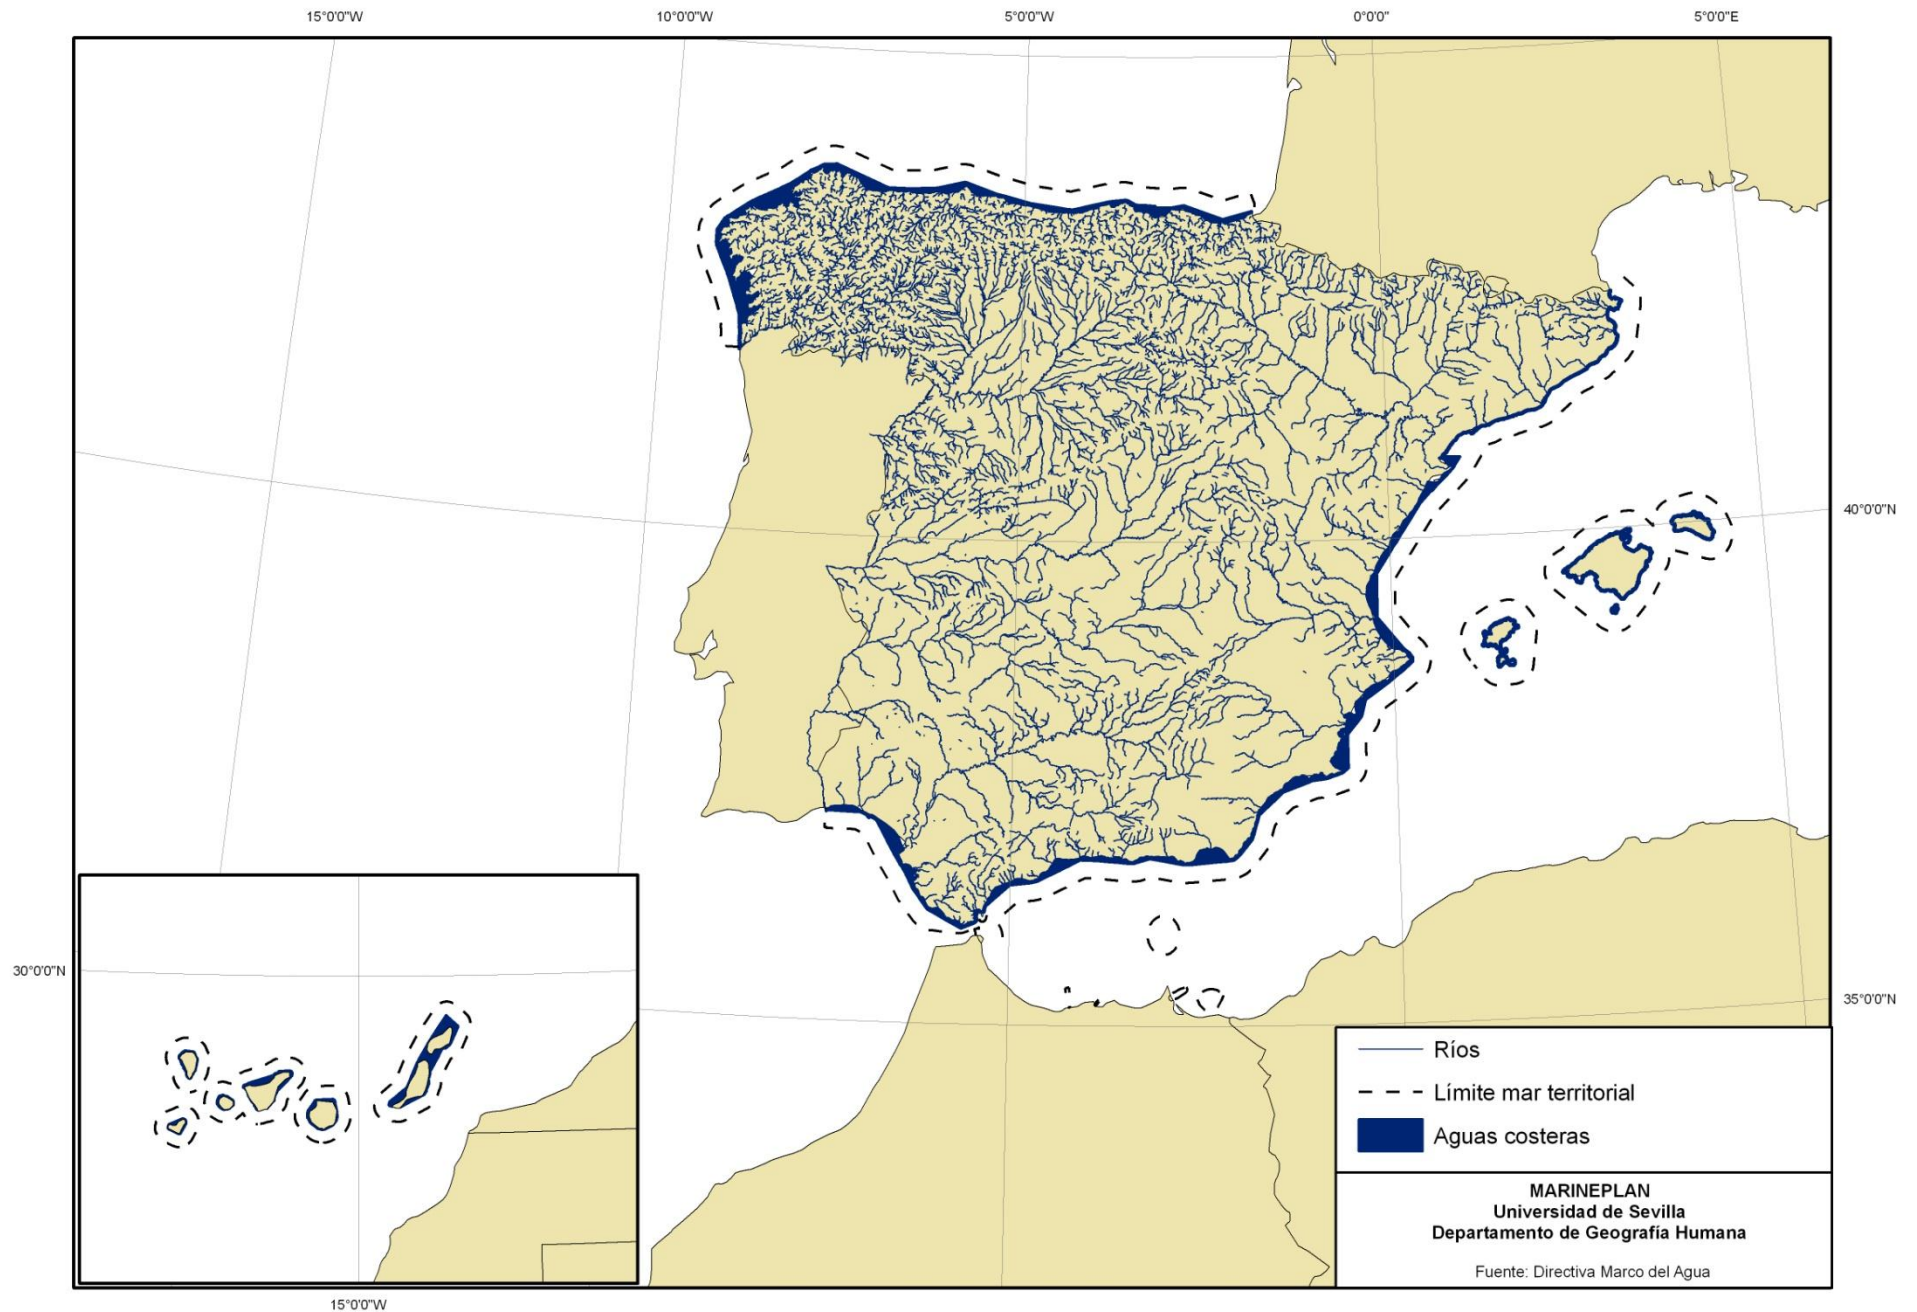 15°0'0"W
10°0'0"W
5°0'0"W
0°0'0"
5°0'0"E
40°0'0"N
30°0'0"N
35°0'0"N
Ríos
Límite mar territorial
Aguas costeras
MARINEPLAN
Universidad de Sevilla
Departamento de Geografía Humana
Fuente: Directiva Marco del Agua
15°0'0"W